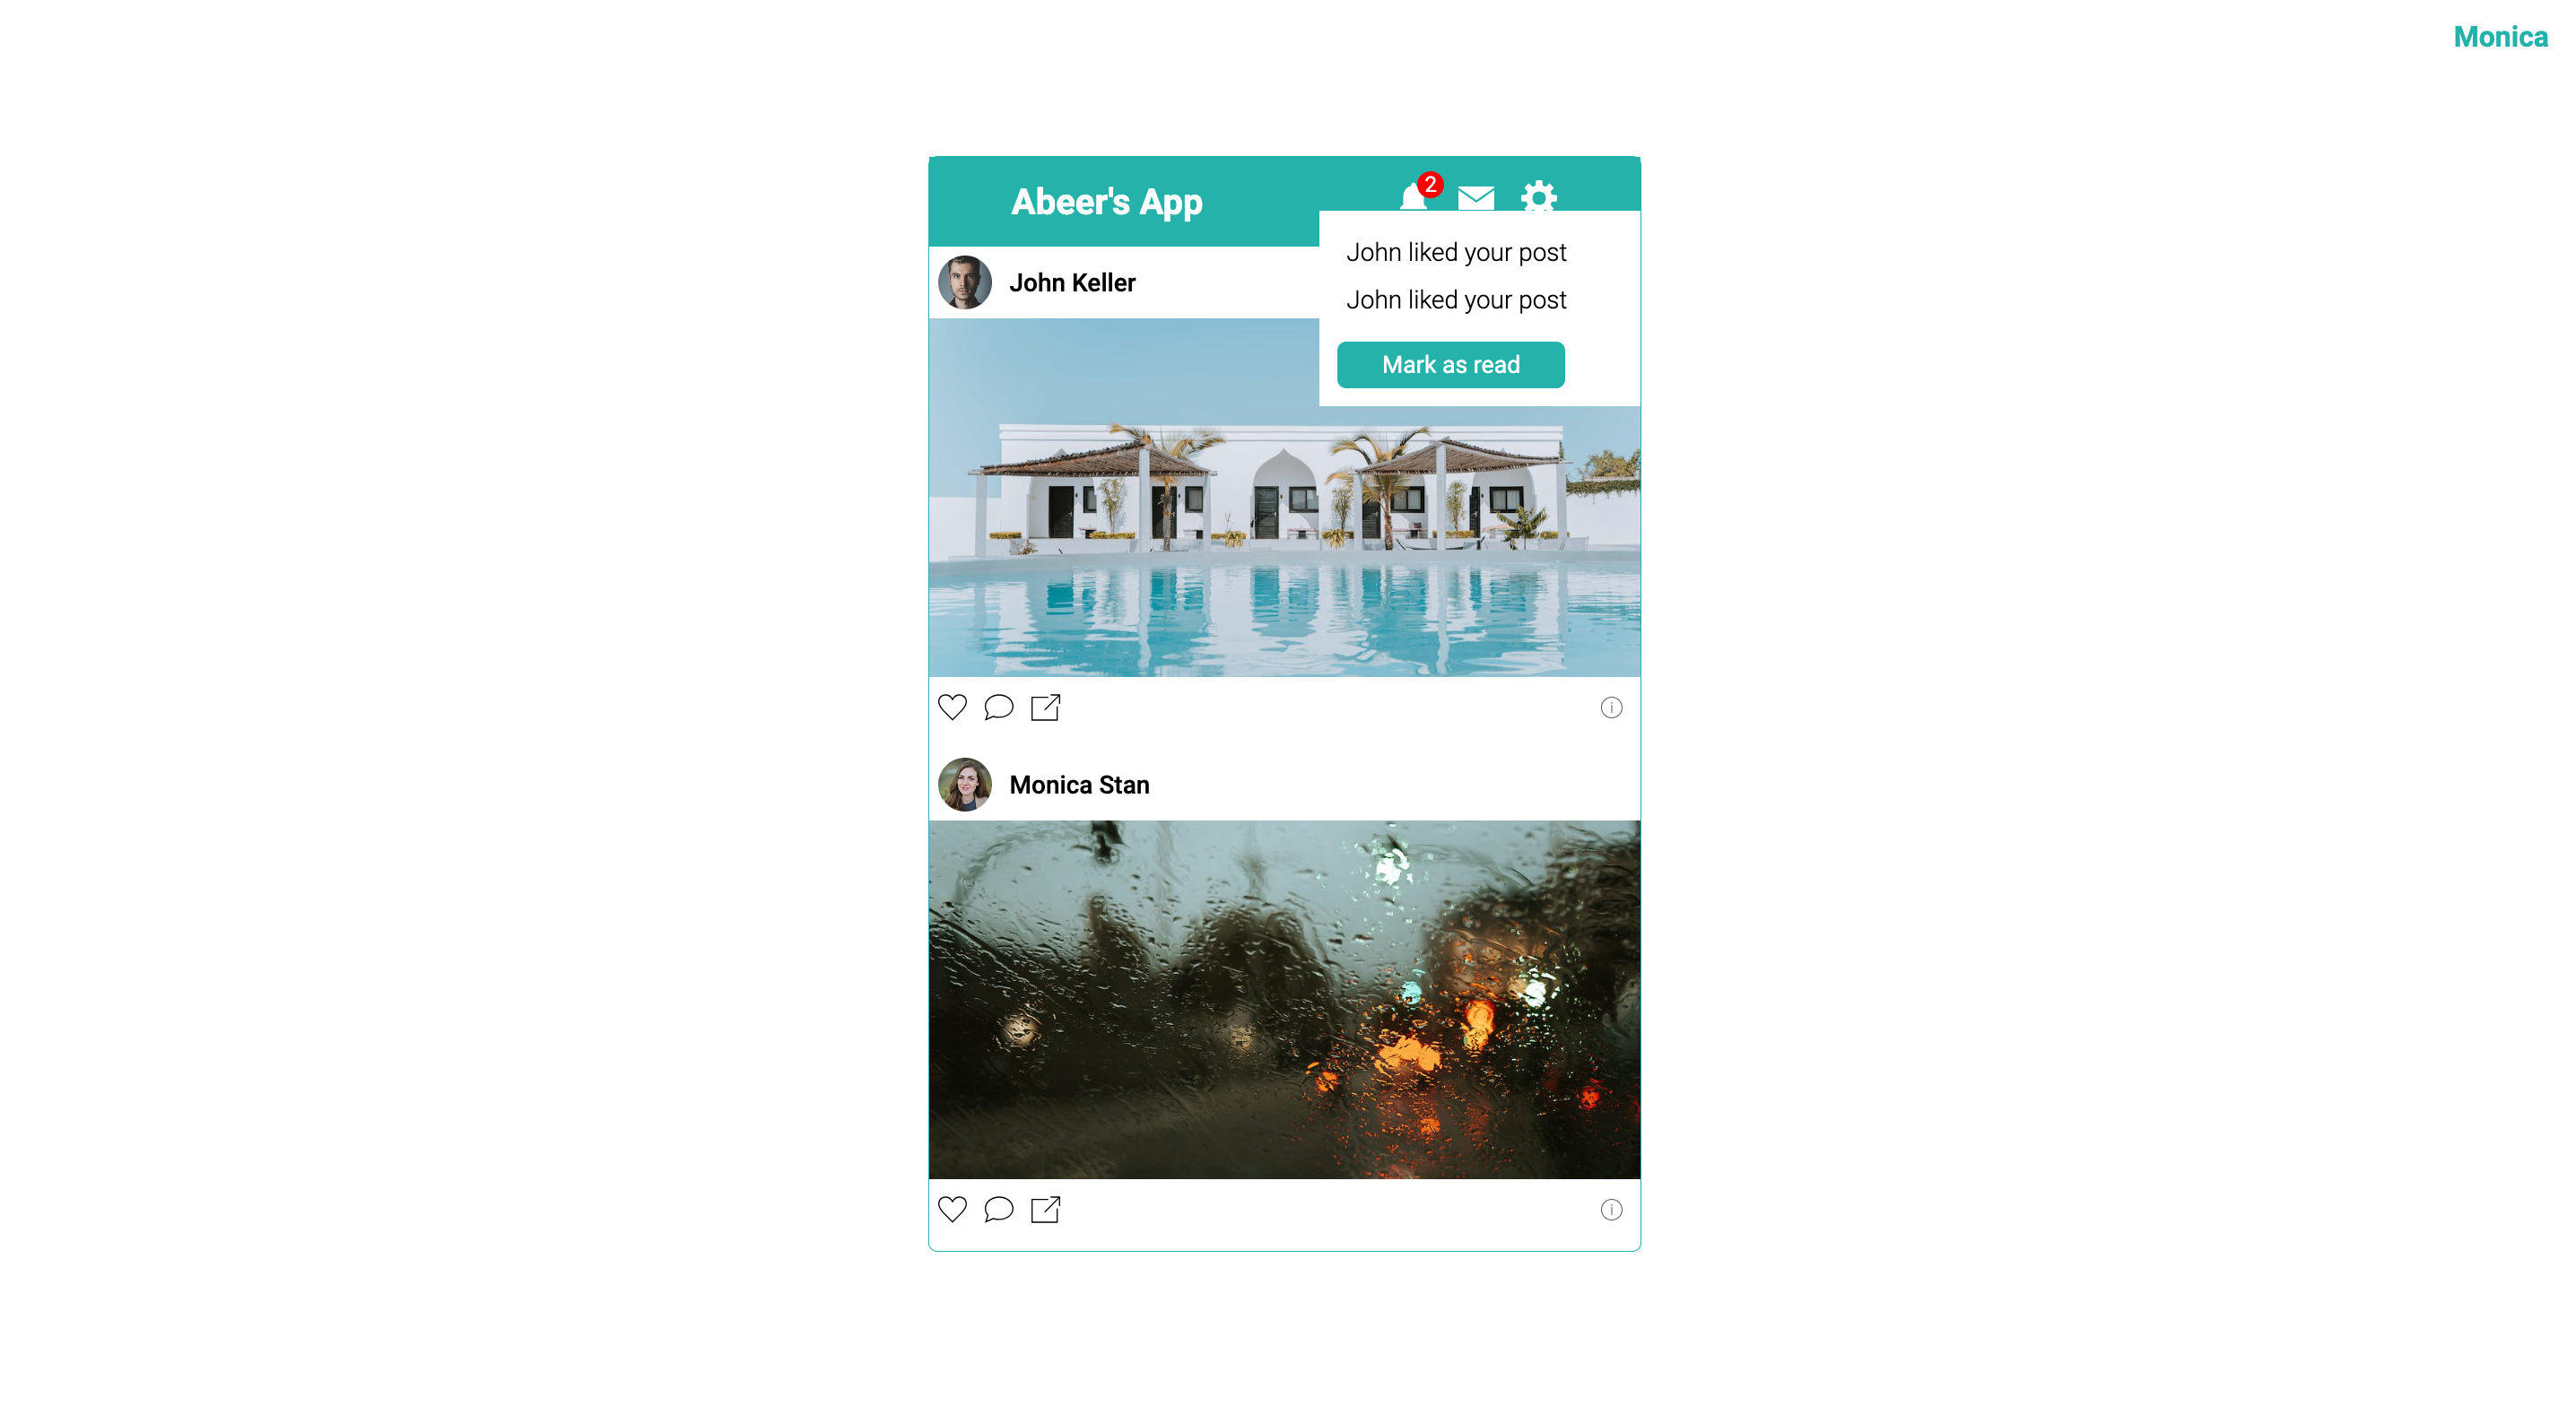 Monica
Abeer's App
2
John Keller
John liked your post
John liked your post
Mark as read
Monica Stan